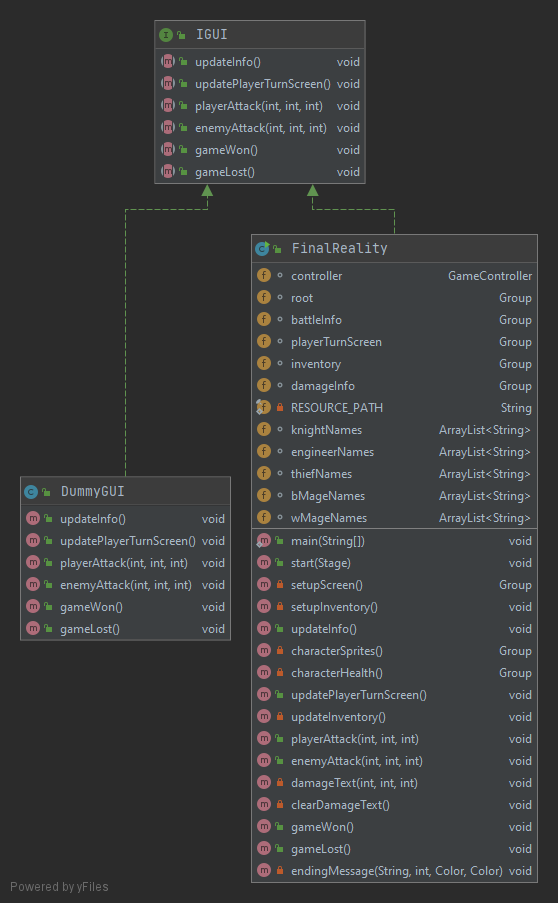 IGUI
updateInfo() void
updatePlayerTurnScreen() void
playerAttack(int, int, int) void
enemyAttack(int, int, int) void
gameWon() void
gameLost() void
FinalReality
controller GameController
root Group
battleInfo Group
playerTurnScreen Group
inventory Group
damageInfo Group
RESOURCE_PATH String
knightNames ArrayList<String>
engineerNames ArrayList<String>
thiefNames ArrayList<String>
bMageNames ArrayList<String>
wMageNames ArrayList<String>
main(String[]) void
start(Stage) void
setupScreen() Group
setupInventory() void
updateInfo() void
characterSprites() Group
characterHealth() Group
updatePlayerTurnScreen() void
updateInventory() void
playerAttack(int, int, int) void
enemyAttack(int, int, int) void
damageText(int, int, int) void
clearDamageText() void
gameWon() void
gameLost() void
endingMessage(String, int, Color, Color) void
DummyGUI
updateInfo() void
updatePlayerTurnScreen() void
playerAttack(int, int, int) void
enemyAttack(int, int, int) void
gameWon() void
gameLost() void
Powered by yFiles